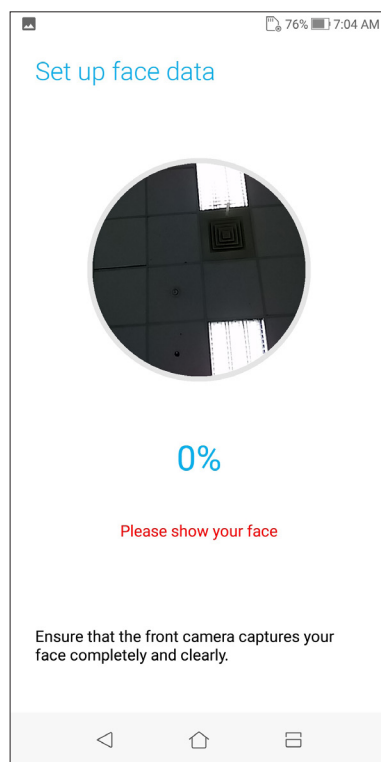 76% 7:04 AM
Set up face data
0%
Please show your face
Ensure that the front camera captures your
face completely and clearly.